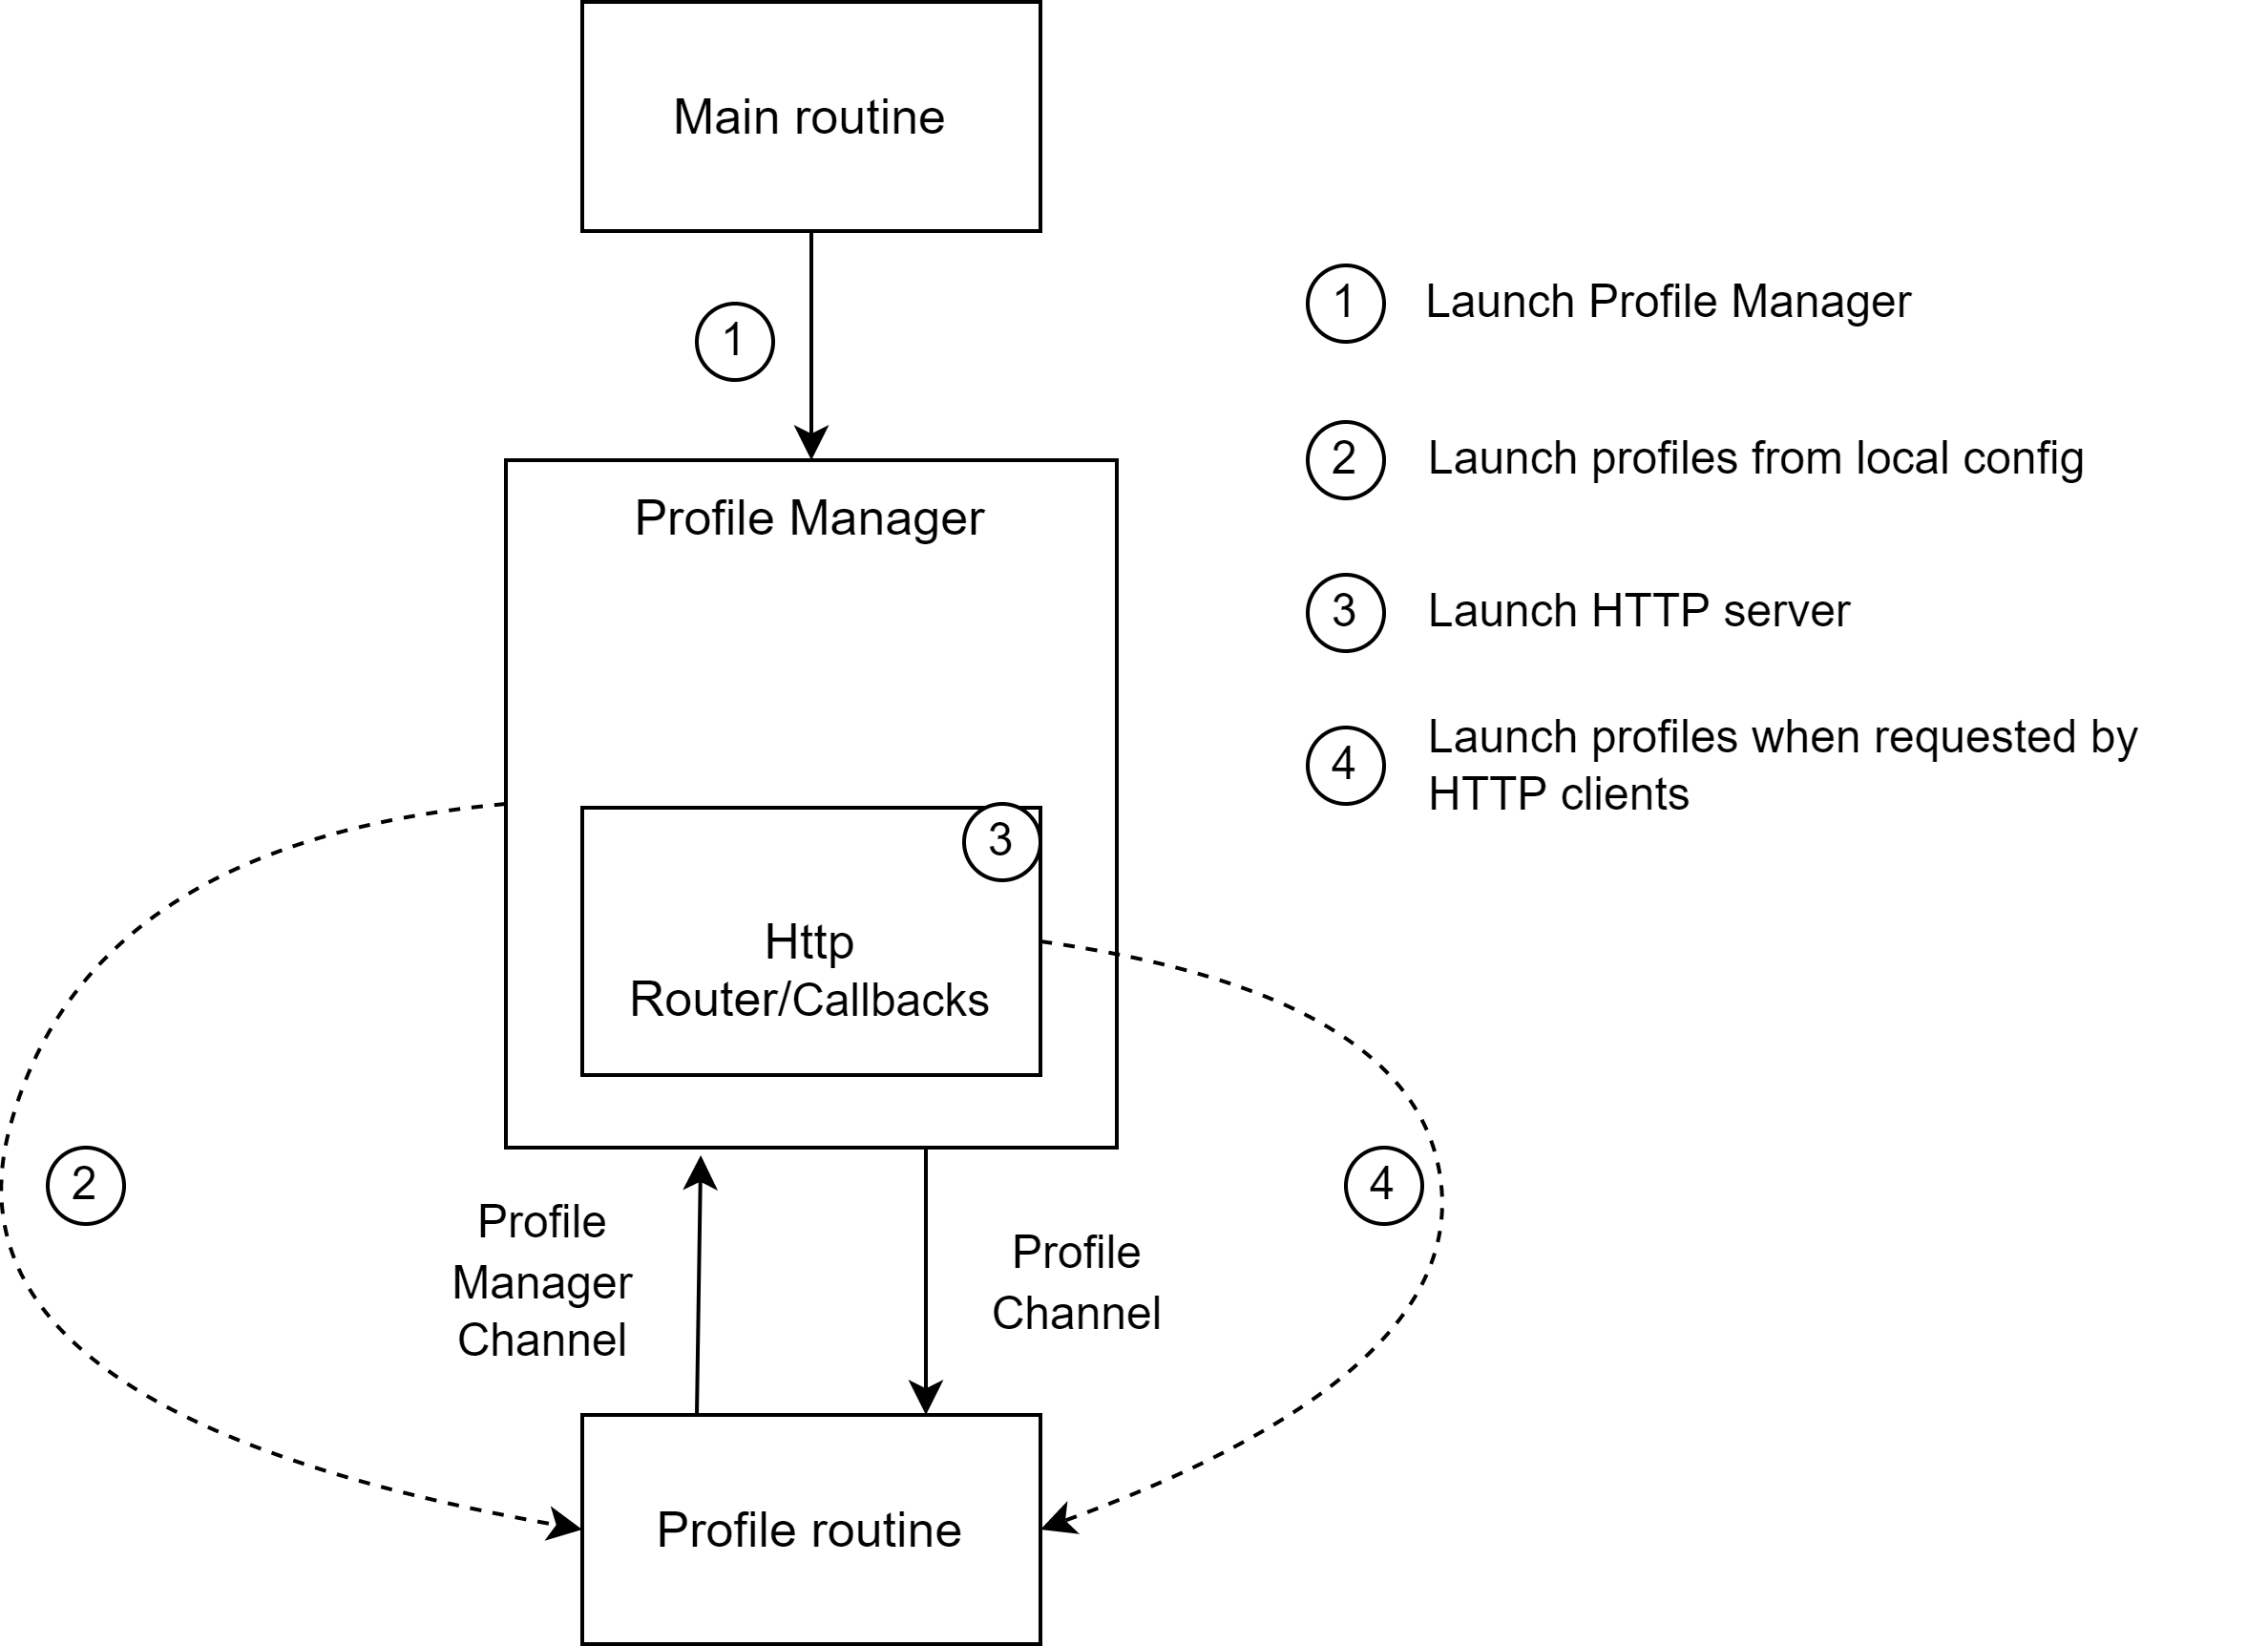 Main routine
1
Profile Manager
3
Http
Router/Callbacks
2
4
Profile
Manager
Channel
Profile
Channel
Profile routine
1 Launch Profile Manager
2 Launch profiles from local config
3 Launch HTTP server
4 Launch profiles when requested by
HTTP clients